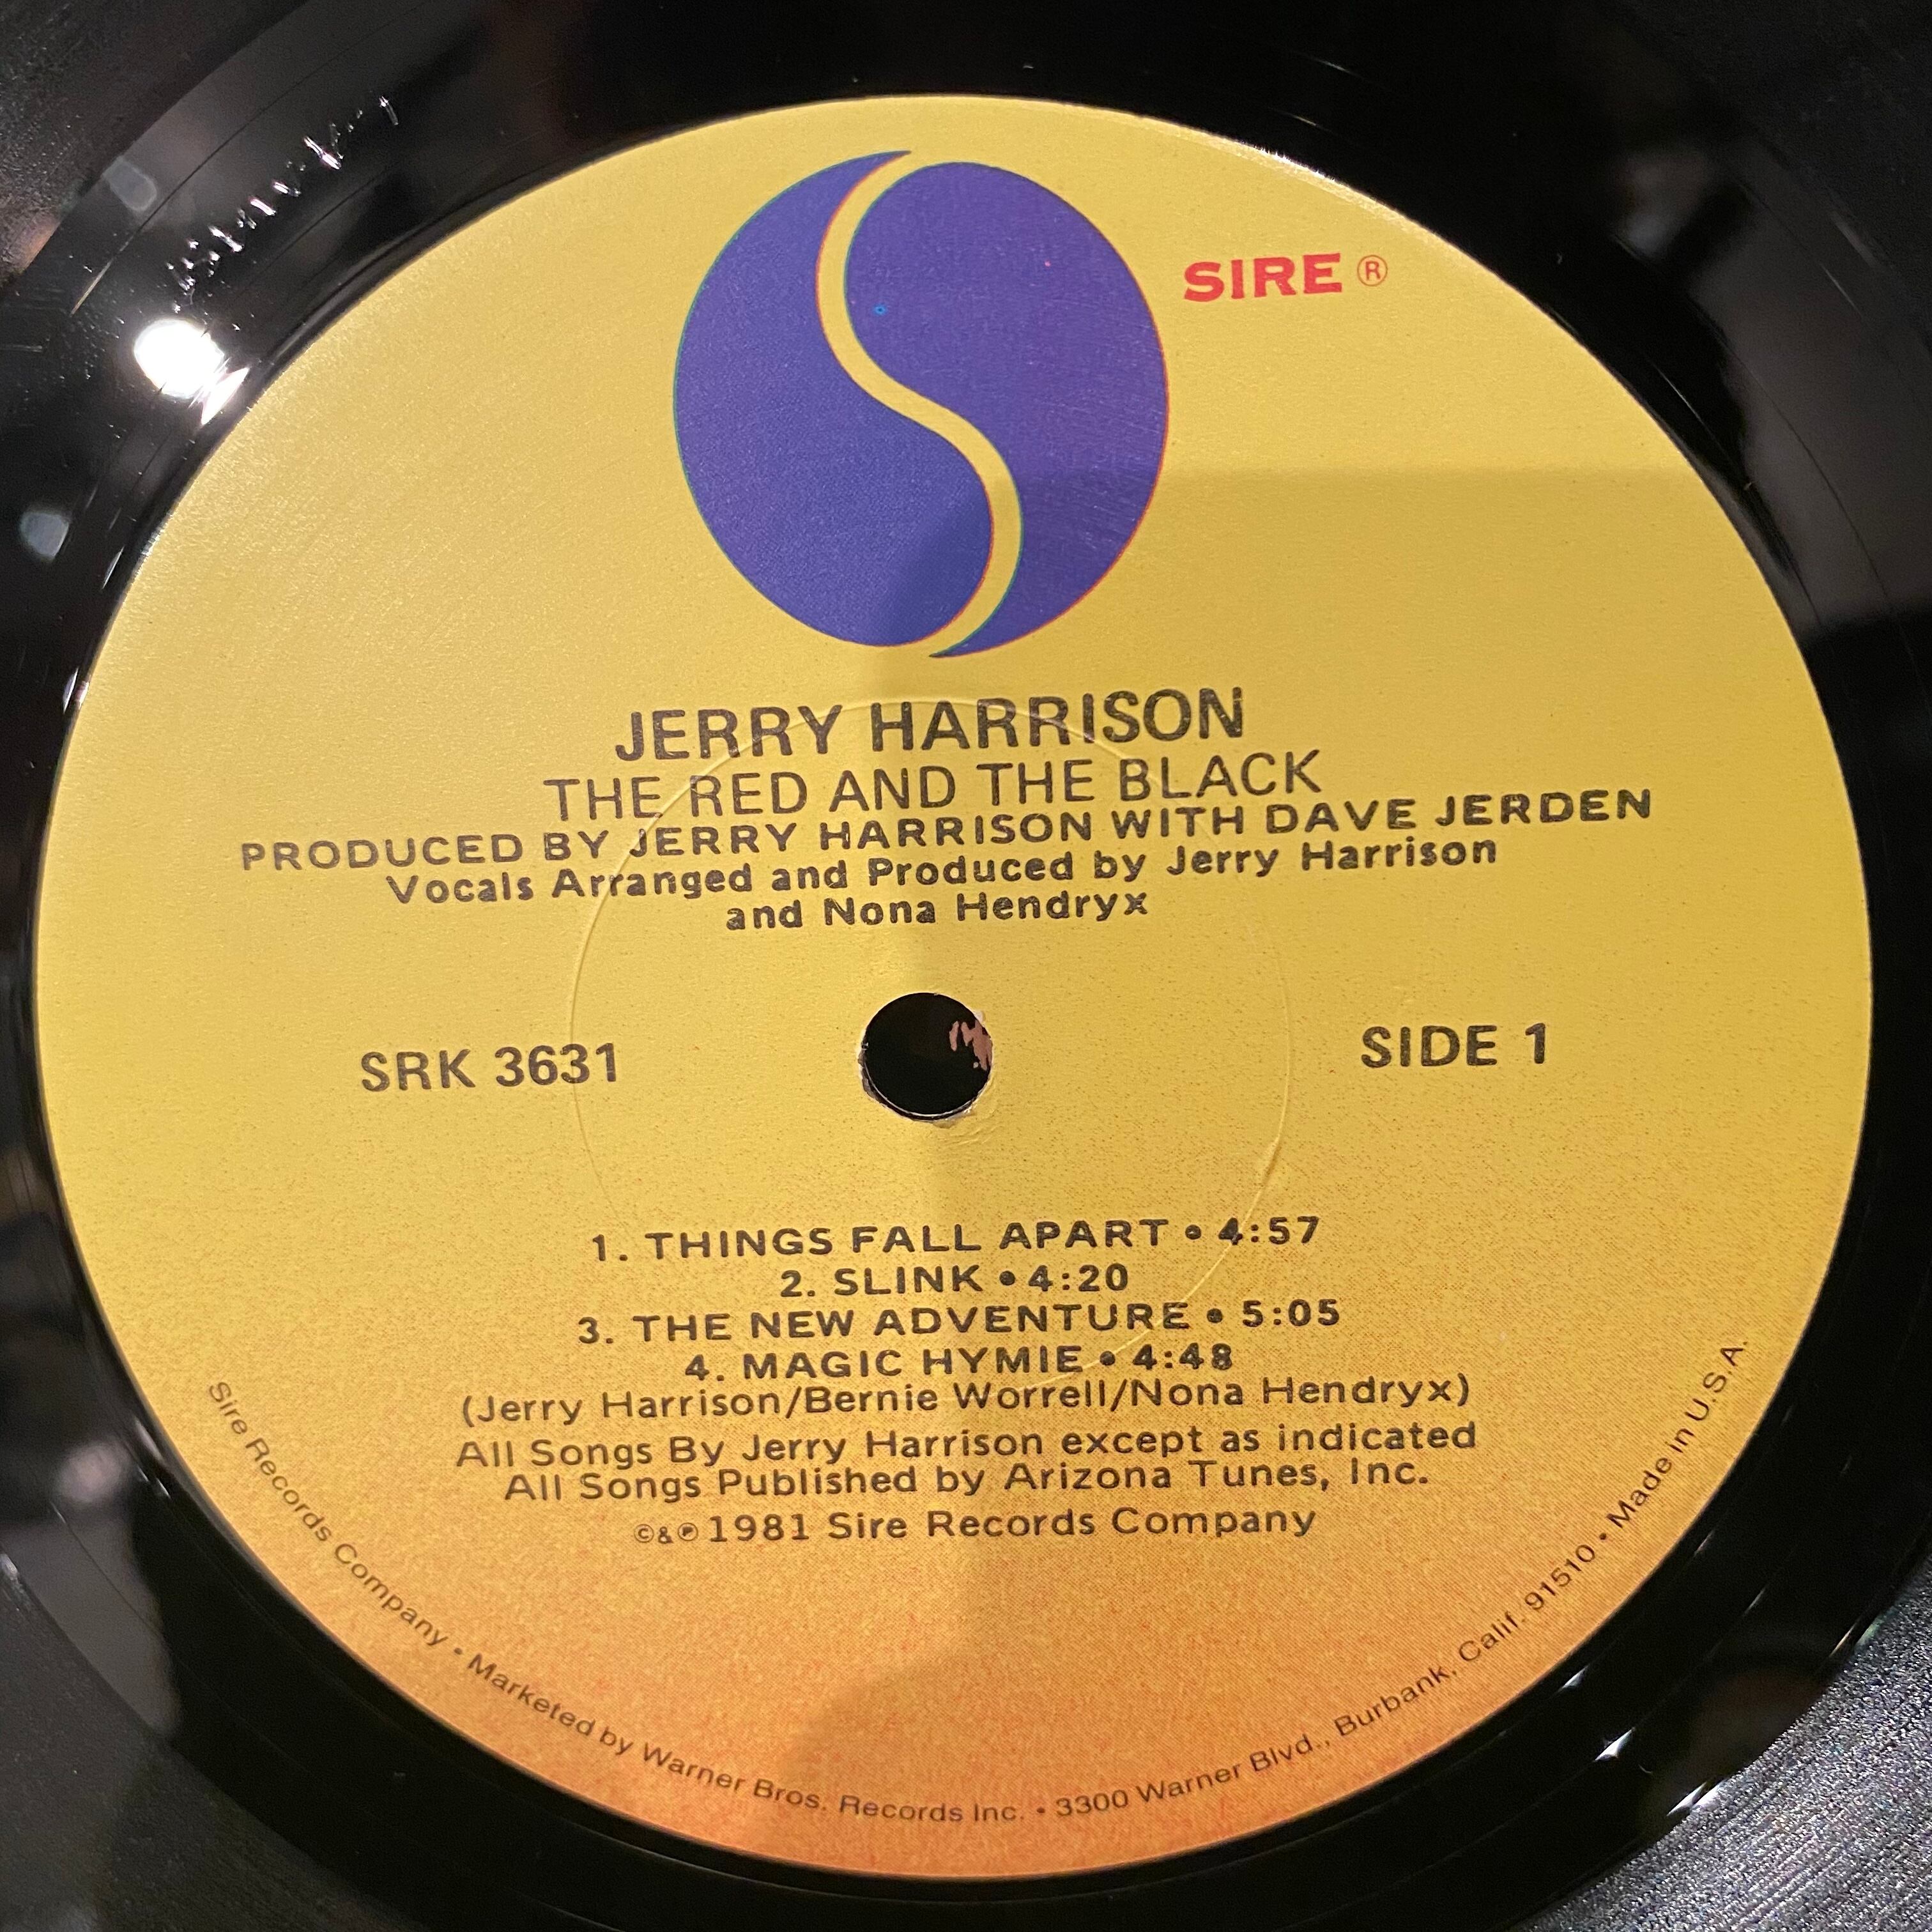 SIRE ®
JERRY HARRISON
THE RED AND THE BLACK
PRODUCED BY JERRY HARRISON WITH DAVE JERDEN
Vocals Arranged and Produced by Jerry Harrison
and Nona Hendryx
SRK 3631
SIDE 1
1. THINGS FALL APART • 4:57
2. SLINK • 4:20
3. THE NEW ADVENTURE • 5:05
4. MAGIC HYMIE • 4:48
(Jerry Harrison/Bernie Worrell/Nona Hendryx)
All Songs By Jerry Harrison except as indicated
All Songs Published by Arizona Tunes, Inc.
©&℗ 1981 Sire Records Company
Sire Records Company • Marketed by Warner Bros. Records Inc. • 3300 Warner Blvd., Burbank, Calif. 91510 • Made in U.S.A.